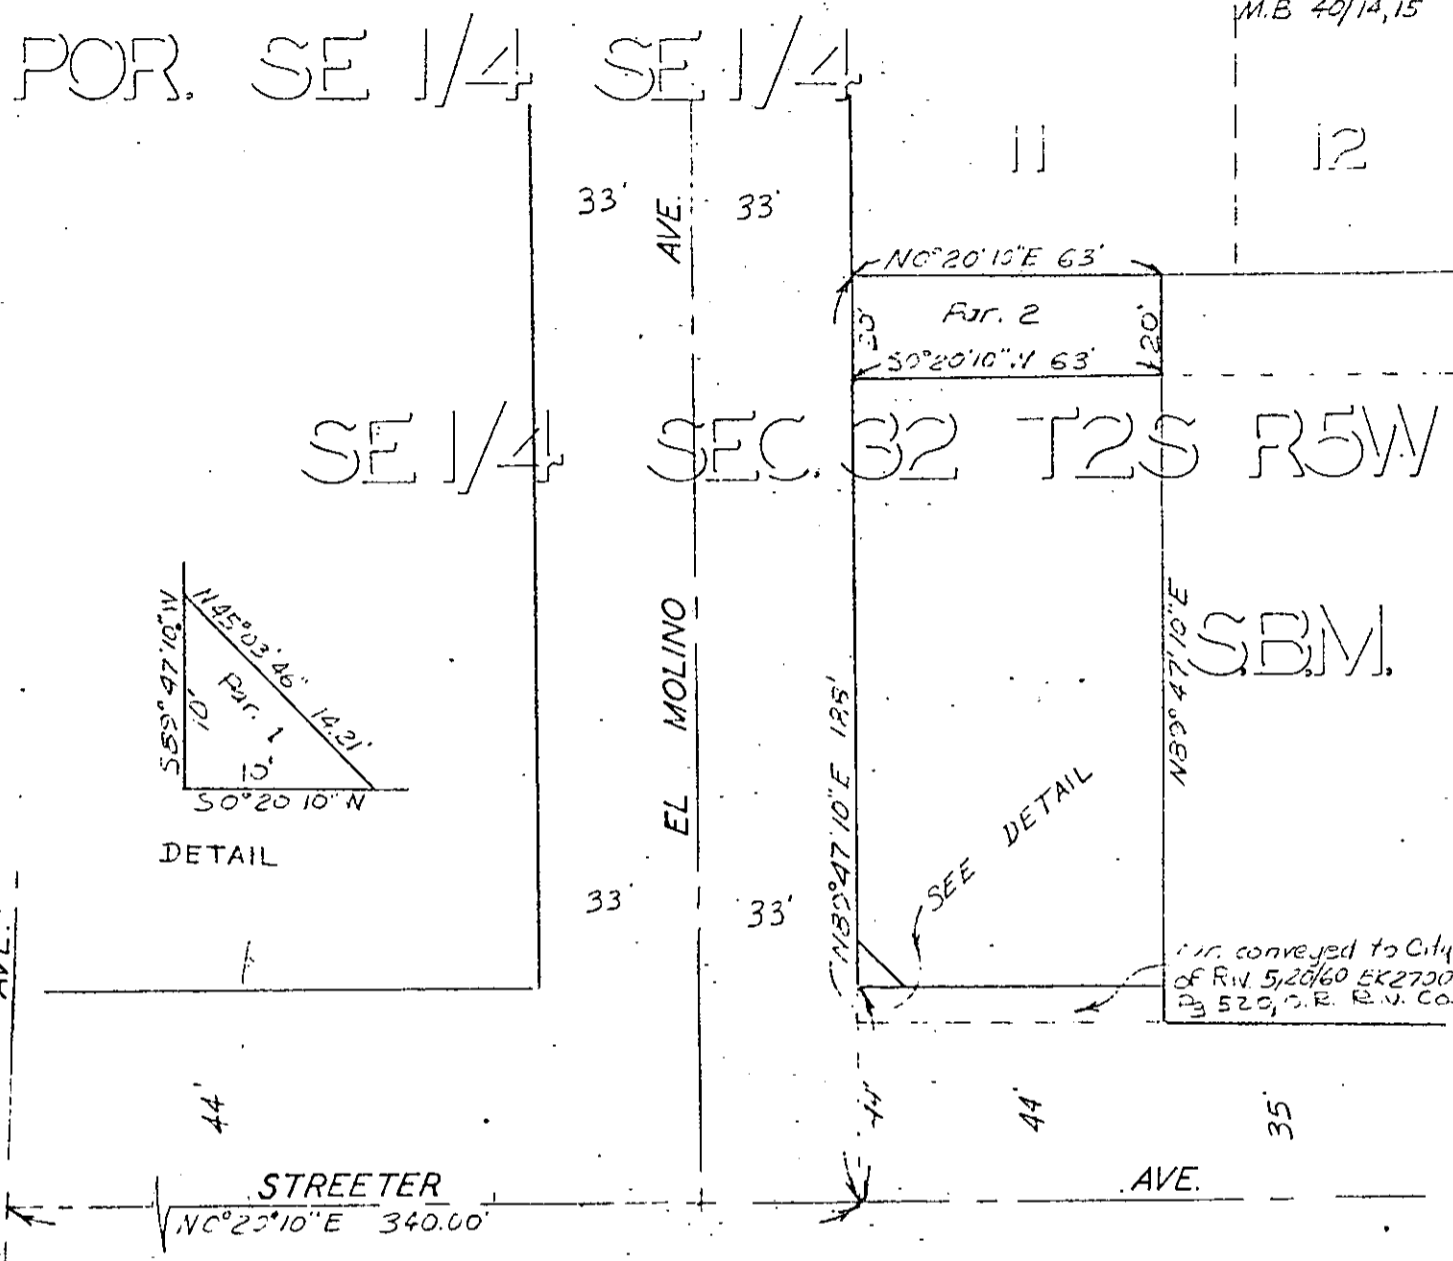 M.B 40/14,15
POR. SE 1/4 SE 1/4
11
12
33'
AVE.
33'
N0°20'10"E 63'
Par. 2
20'
20'
S0°20'10"W 63'
SE 1/4 SEC. 32 T2S R5W
S.B.M.
S89°47'10"W
N45°03'46"
14.21'
Par. 1
10'
10'
S0°20'10"
DETAIL
EL MOLINO
N89°47'10"E 185'
N89°47'10"E
SEE DETAIL
33'
33'
AVE.
conveyed to City
of Riv. 5/20/60 BK2700
Pg 520, O.R. Riv. Co.
44'
44'
44'
35'
STREETER
AVE.
N0°20'10"E 340.00'